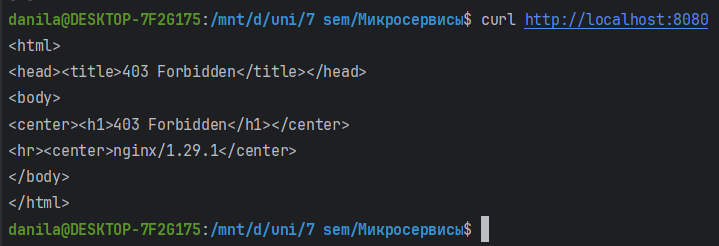 danila@DESKTOP-7F2G175:/mnt/d/uni/7 sem/Микросервисы$ curl http://localhost:8080
<html>
<head><title>403 Forbidden</title></head>
<body>
<center><h1>403 Forbidden</h1></center>
<hr><center>nginx/1.29.1</center>
</body>
</html>
danila@DESKTOP-7F2G175:/mnt/d/uni/7 sem/Микросервисы$